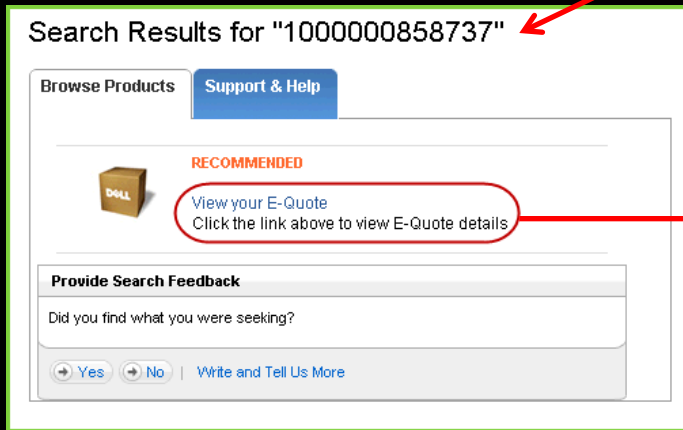 Search Results for "1000000858737"
Browse Products
Support & Help
RECOMMENDED
DELL
View your E-Quote
Click the link above to view E-Quote details
Provide Search Feedback
Did you find what you were seeking?
Yes No | Write and Tell Us More